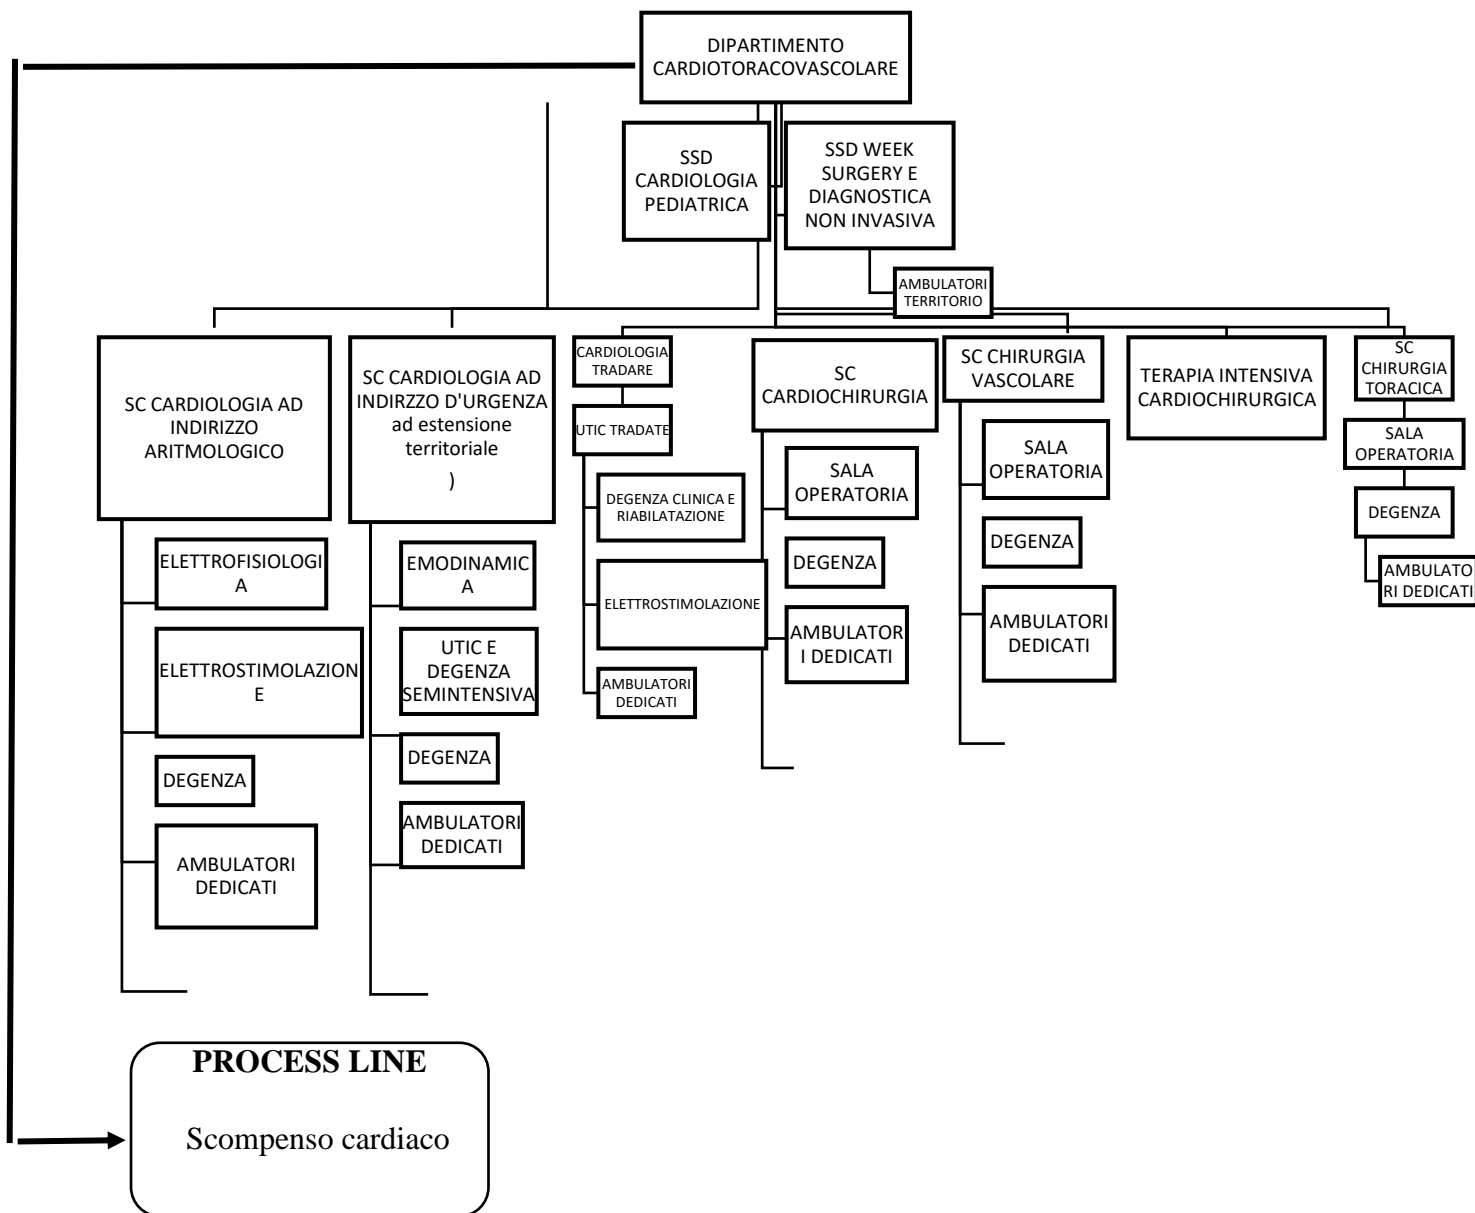 DIPARTIMENTO
CARDIOTORACOVASCOLARE
SSD
CARDIOLOGIA
PEDIATRICA
SSD WEEK
SURGERY E
DIAGNOSTICA
NON INVASIVA
AMBULATORI
TERRITORIO
SC CARDIOLOGIA AD
INDIRIZZO
ARITMOLOGICO
ELETTROFISIOLOGI
A
ELETTROSTIMOLAZION
E
DEGENZA
AMBULATORI
DEDICATI
SC CARDIOLOGIA AD
INDIRZZO D'URGENZA
ad estensione
territoriale
)
EMODINAMIC
A
UTIC E
DEGENZA
SEMINTENSIVA
DEGENZA
AMBULATORI
DEDICATI
CARDIOLOGIA
TRADARE
UTIC TRADATE
DEGENZA CLINICA E
RIABILATAZIONE
ELETTROSTIMOLAZIONE
AMBULATORI
DEDICATI
SC
CARDIOCHIRURGIA
SALA
OPERATORIA
DEGENZA
AMBULATOR
I DEDICATI
SC CHIRURGIA
VASCOLARE
SALA
OPERATORIA
DEGENZA
AMBULATORI
DEDICATI
TERAPIA INTENSIVA
CARDIOCHIRURGICA
SC
CHIRURGIA
TORACICA
SALA
OPERATORIA
DEGENZA
AMBULATO
RI DEDICATI
PROCESS LINE
Scompenso cardiaco